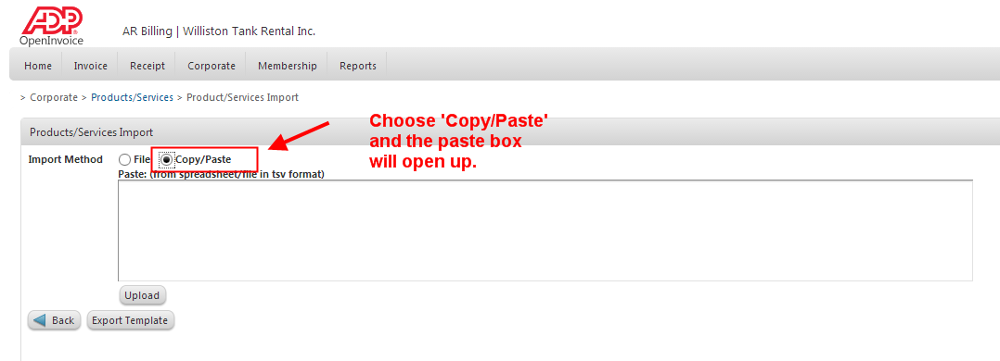 ADP
OpenInvoice
AR Billing | Williston Tank Rental Inc.
Home Invoice Receipt Corporate Membership Reports
> Corporate > Products/Services > Product/Services Import
Products/Services Import
Choose 'Copy/Paste'
and the paste box
will open up.
Import Method File Copy/Paste
Paste: (from spreadsheet/file in tsv format)
Upload
Back Export Template